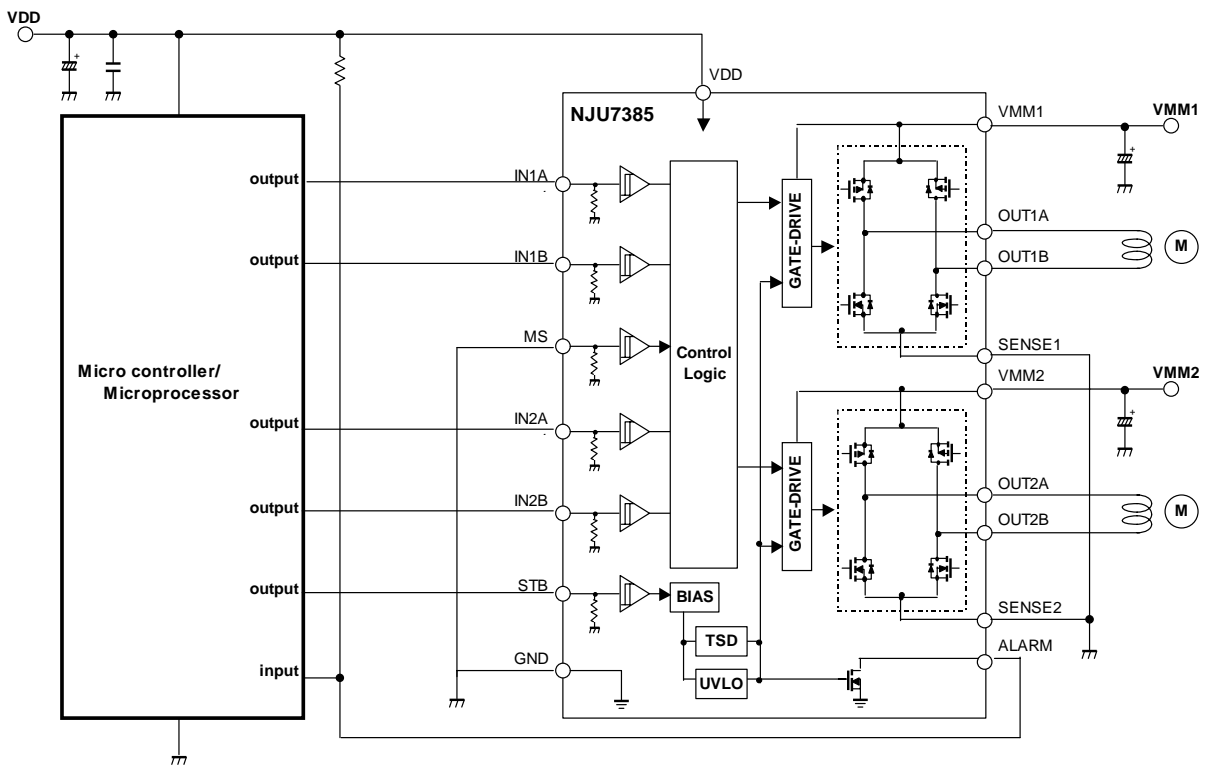 VDD
+
VDD
NJU7385
VMM1
VMM1
+
output
IN1A
GATE-DRIVE
OUT1A
M
output
IN1B
OUT1B
MS
Control
Logic
SENSE1
Micro controller/
Microprocessor
VMM2
VMM2
+
output
IN2A
GATE-DRIVE
OUT2A
M
output
IN2B
OUT2B
output
STB
BIAS
SENSE2
TSD
ALARM
input
GND
UVLO